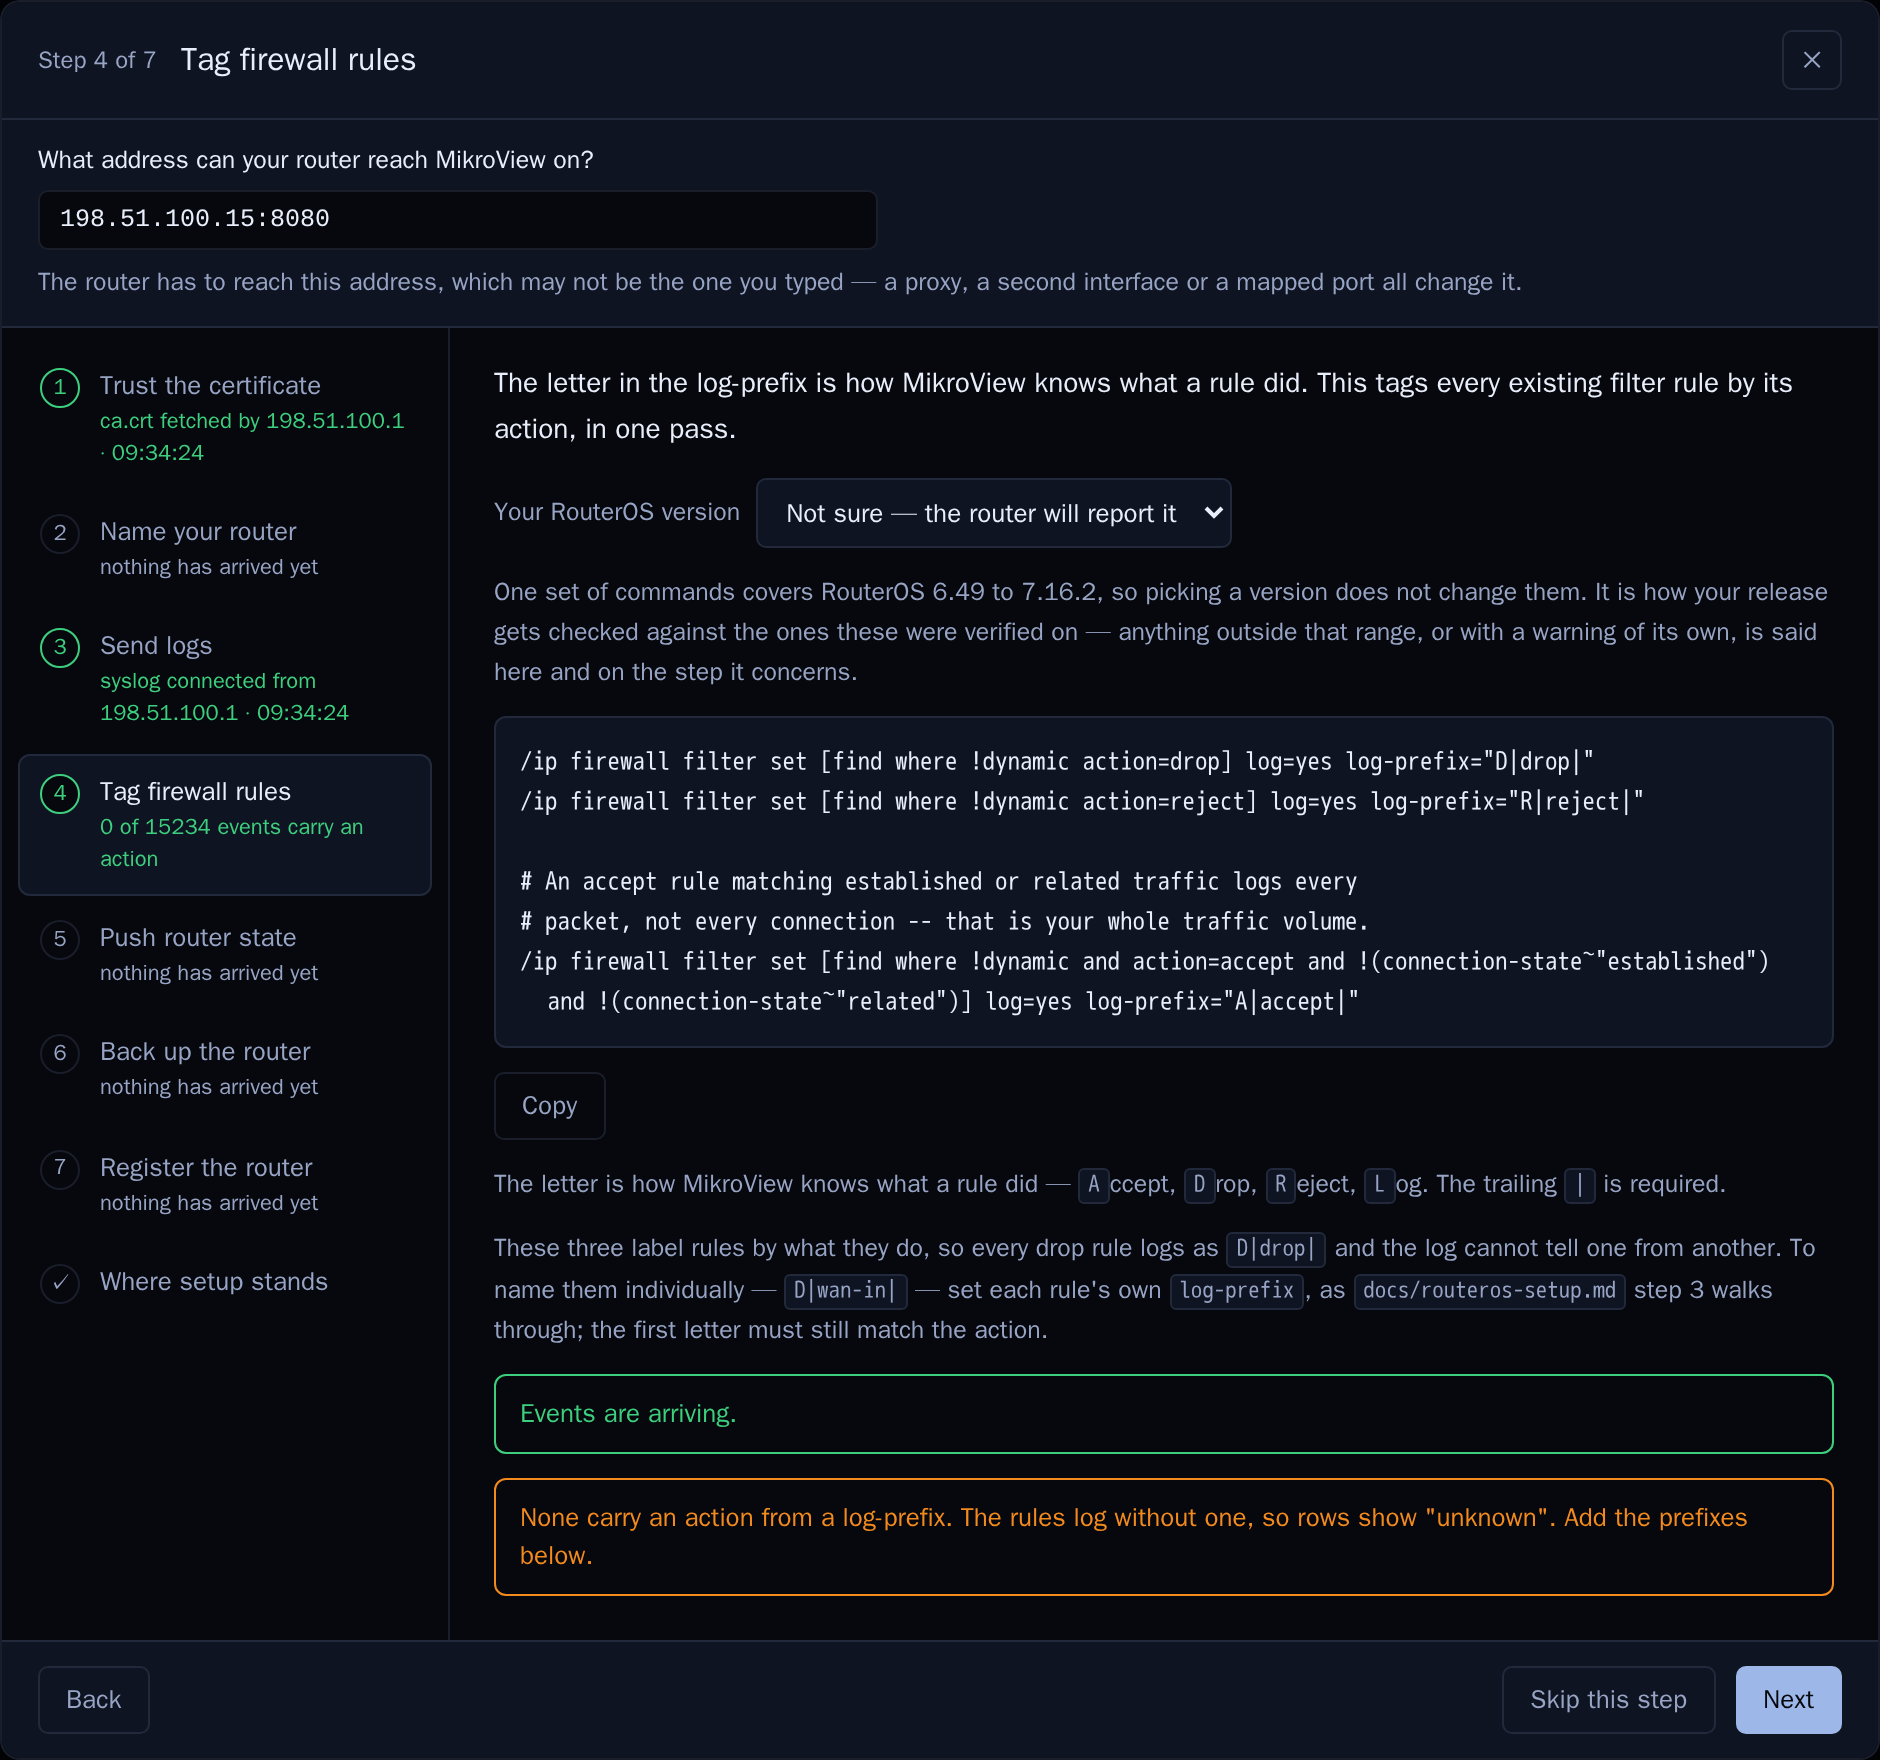 Step 4 of 7 Tag firewall rules
What address can your router reach MikroView on?
198.51.100.15:8080
The router has to reach this address, which may not be the one you typed — a proxy, a second interface or a mapped port all change it.
1 Trust the certificate
ca.crt fetched by 198.51.100.1
· 09:34:24
2 Name your router
nothing has arrived yet
3 Send logs
syslog connected from
198.51.100.1 · 09:34:24
4 Tag firewall rules
0 of 15234 events carry an
action
5 Push router state
nothing has arrived yet
6 Back up the router
nothing has arrived yet
7 Register the router
nothing has arrived yet
✓ Where setup stands
The letter in the log-prefix is how MikroView knows what a rule did. This tags every existing filter rule by its
action, in one pass.
Your RouterOS version Not sure — the router will report it
One set of commands covers RouterOS 6.49 to 7.16.2, so picking a version does not change them. It is how your release
gets checked against the ones these were verified on — anything outside that range, or with a warning of its own, is said
here and on the step it concerns.
/ip firewall filter set [find where !dynamic action=drop] log=yes log-prefix="D|drop|"
/ip firewall filter set [find where !dynamic action=reject] log=yes log-prefix="R|reject|"
# An accept rule matching established or related traffic logs every
# packet, not every connection -- that is your whole traffic volume.
/ip firewall filter set [find where !dynamic and action=accept and !(connection-state~"established")
and !(connection-state~"related")] log=yes log-prefix="A|accept|"
Copy
The letter is how MikroView knows what a rule did — Accept, Drop, Reject, Log. The trailing | is required.
These three label rules by what they do, so every drop rule logs as D|drop| and the log cannot tell one from another. To
name them individually — D|wan-in| — set each rule's own log-prefix, as docs/routeros-setup.md step 3 walks
through; the first letter must still match the action.
Events are arriving.
None carry an action from a log-prefix. The rules log without one, so rows show "unknown". Add the prefixes
below.
Back
Skip this step
Next